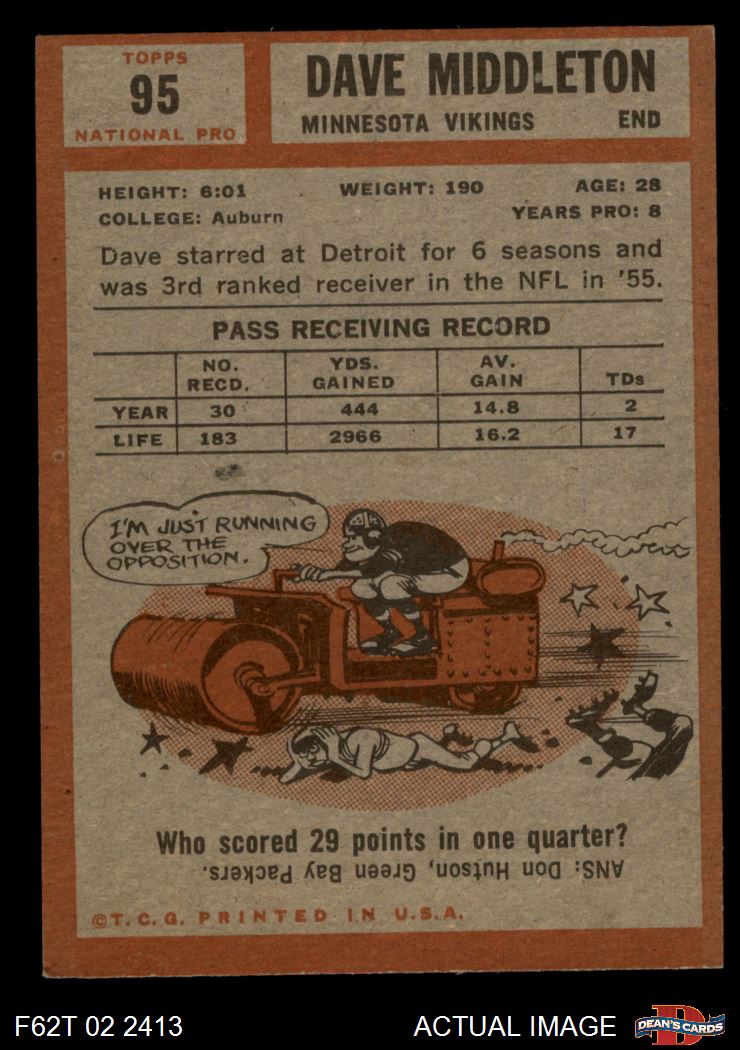 TOPPS
95
NATIONAL PRO
DAVE MIDDLETON
MINNESOTA VIKINGS END
HEIGHT: 6:01 WEIGHT: 190 AGE: 28
COLLEGE: Auburn YEARS PRO: 8
Dave starred at Detroit for 6 seasons and
was 3rd ranked receiver in the NFL in '55.
PASS RECEIVING RECORD
NO. RECD. YDS. GAINED AV. GAIN TDs
YEAR 30 444 14.8 2
LIFE 183 2966 16.2 17
I'M JUST RUNNING
OVER THE
OPPOSITION.
Who scored 29 points in one quarter?
ANS: Don Hutson, Green Bay Packers.
©T.C.G. PRINTED IN U.S.A.
F62T 02 2413 ACTUAL IMAGE D DEAN'S CARDS